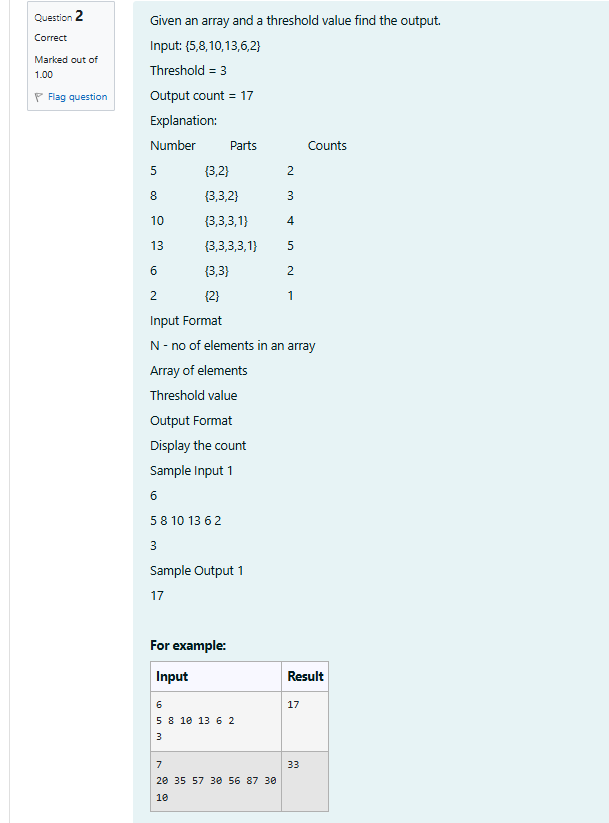 Question 2
Correct
Marked out of
1.00
Flag question
Given an array and a threshold value find the output.
Input: {5,8,10,13,6,2}
Threshold = 3
Output count = 17
Explanation:
Number Parts Counts
5 {3,2} 2
8 {3,3,2} 3
10 {3,3,3,1} 4
13 {3,3,3,3,1} 5
6 {3,3} 2
2 {2} 1
Input Format
N - no of elements in an array
Array of elements
Threshold value
Output Format
Display the count
Sample Input 1
6
5 8 10 13 6 2
3
Sample Output 1
17
For example:
Input Result
6 17
5 8 10 13 6 2
3
7 33
20 35 57 30 56 87 30
10